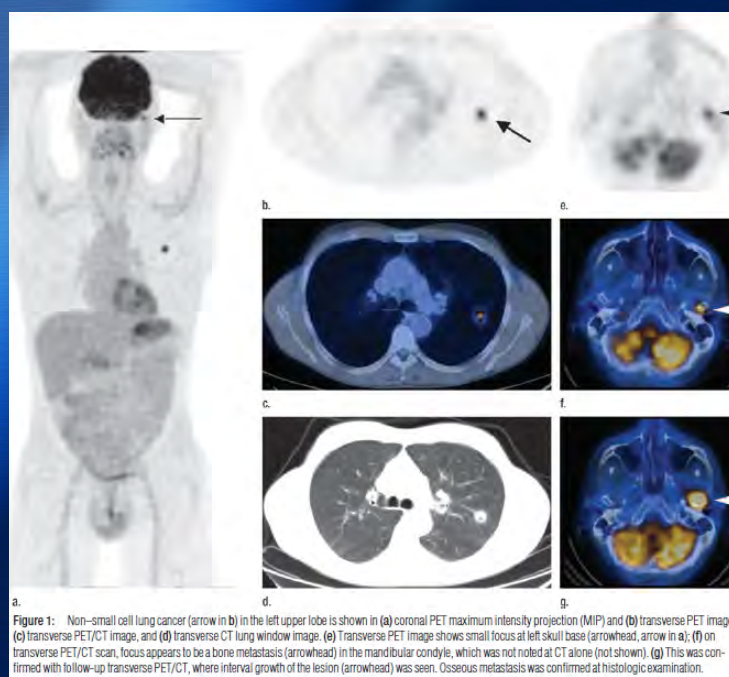 b.
e.
c.
f.
a.
d.
g.
Figure 1: Non–small cell lung cancer (arrow in b) in the left upper lobe is shown in (a) coronal PET maximum intensity projection (MIP) and (b) transverse PET image
(c) transverse PET/CT image, and (d) transverse CT lung window image. (e) Transverse PET image shows small focus at left skull base (arrowhead, arrow in a); (f) on
transverse PET/CT scan, focus appears to be a bone metastasis (arrowhead) in the mandibular condyle, which was not noted at CT alone (not shown). (g) This was con-
firmed with follow-up transverse PET/CT, where interval growth of the lesion (arrowhead) was seen. Osseous metastasis was confirmed at histologic examination.